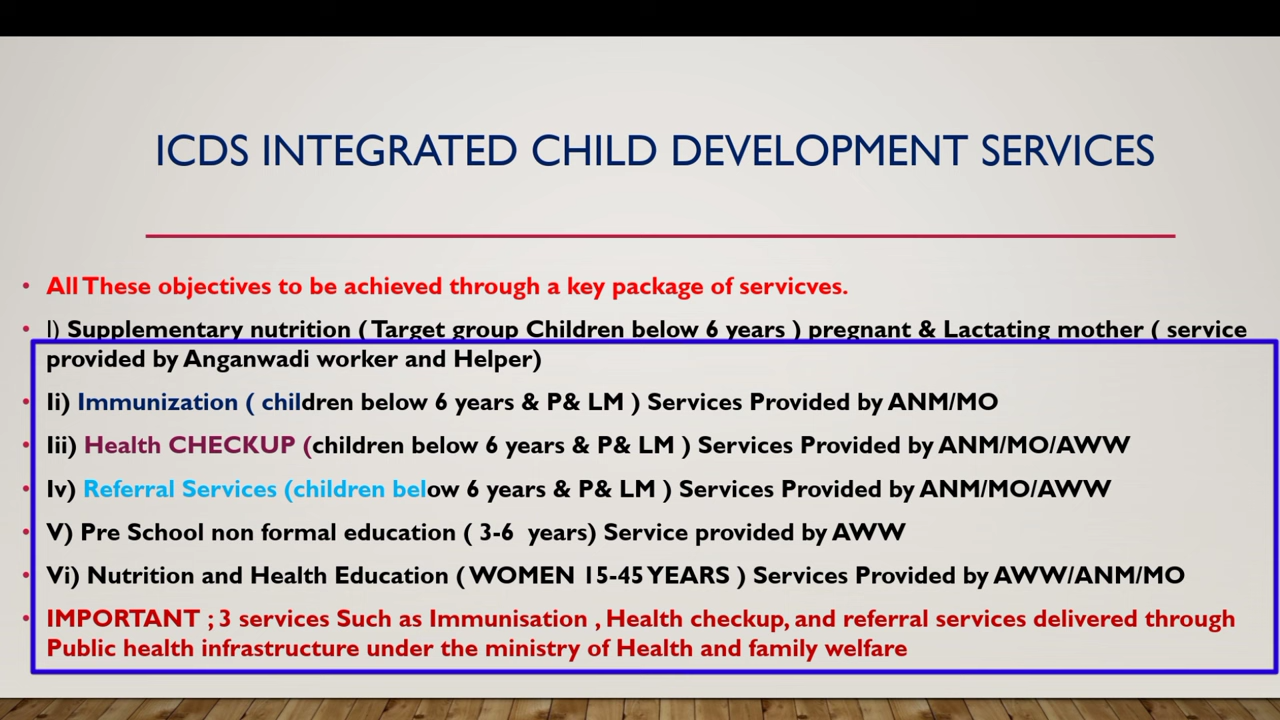 ICDS INTEGRATED CHILD DEVELOPMENT SERVICES
• All These objectives to be achieved through a key package of servicves.
• I) Supplementary nutrition ( Target group Children below 6 years ) pregnant & Lactating mother ( service
provided by Anganwadi worker and Helper)
• Ii) Immunization ( children below 6 years & P& LM ) Services Provided by ANM/MO
• Iii) Health CHECKUP (children below 6 years & P& LM ) Services Provided by ANM/MO/AWW
• Iv) Referral Services (children below 6 years & P& LM ) Services Provided by ANM/MO/AWW
• V) Pre School non formal education ( 3-6 years) Service provided by AWW
• Vi) Nutrition and Health Education ( WOMEN 15-45 YEARS ) Services Provided by AWW/ANM/MO
• IMPORTANT ; 3 services Such as Immunisation , Health checkup, and referral services delivered through
Public health infrastructure under the ministry of Health and family welfare